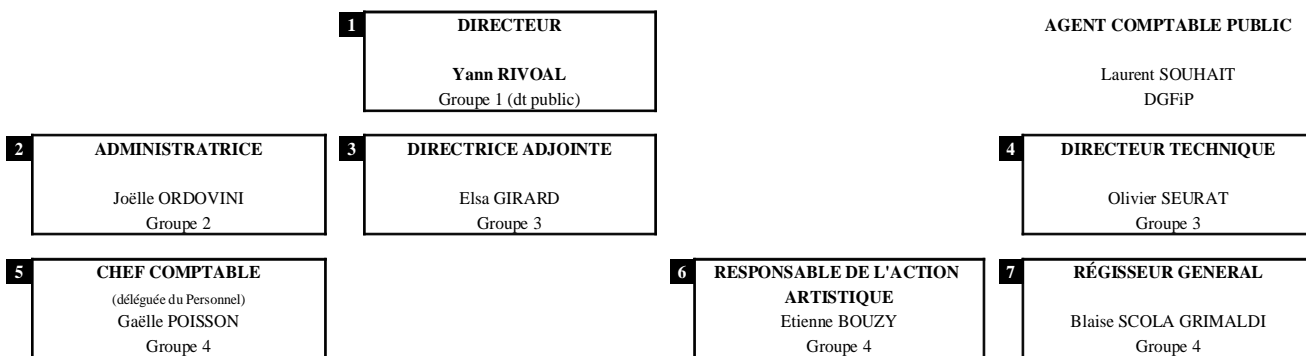 1 DIRECTEUR
Yann RIVOAL
Groupe 1 (dt public)
AGENT COMPTABLE PUBLIC
Laurent SOUHAIT
DGFiP
2 ADMINISTRATRICE
Joëlle ORDOVINI
Groupe 2
3 DIRECTRICE ADJOINTE
Elsa GIRARD
Groupe 3
4 DIRECTEUR TECHNIQUE
Olivier SEURAT
Groupe 3
5 CHEF COMPTABLE
(déléguée du Personnel)
Gaëlle POISSON
Groupe 4
6 RESPONSABLE DE L'ACTION
ARTISTIQUE
Etienne BOUZY
Groupe 4
7 RÉGISSEUR GENERAL
Blaise SCOLA GRIMALDI
Groupe 4